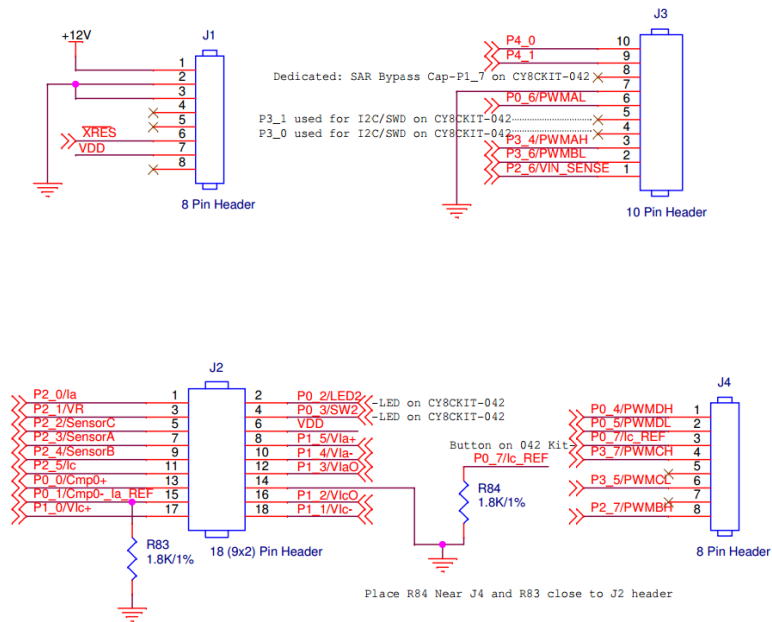 J1
+12V
1
2
3
4
5
6
7
8
XRES
VDD
8 Pin Header
J3
P4_0
10
P4_1
9
Dedicated: SAR Bypass Cap-P1_7 on CY8CKIT-042
8
7
P0_6/PWMAL
6
P3_1 used for I2C/SWD on CY8CKIT-042
5
P3_0 used for I2C/SWD on CY8CKIT-042
4
P3_4/PWMAH
3
P3_6/PWMBL
2
P2_6/VIN_SENSE
1
10 Pin Header
J2
P2_0/Ia 1 2 P0_2/LED2 -LED on CY8CKIT-042
P2_1/VR 3 4 P0_3/SW2 -LED on CY8CKIT-042
P2_2/SensorC 5 6 VDD
P2_3/SensorA 7 8 P1_5/VIa+
P2_4/SensorB 9 10 P1_4/VIa-
P2_5/Ic 11 12 P1_3/VIaO
P0_0/Cmp0+ 13 14
P0_1/Cmp0-_Ia_REF 15 16 P1_2/VIcO
P1_0/VIc+ 17 18 P1_1/VIc-
R83
1.8K/1%
18 (9x2) Pin Header
Button on 042 Kit
P0_7/Ic_REF
R84
1.8K/1%
J4
P0_4/PWMDH 1
P0_5/PWMDL 2
P0_7/Ic_REF 3
P3_7/PWMCH 4
5
P3_5/PWMCL 6
7
P2_7/PWMBH 8
8 Pin Header
Place R84 Near J4 and R83 close to J2 header